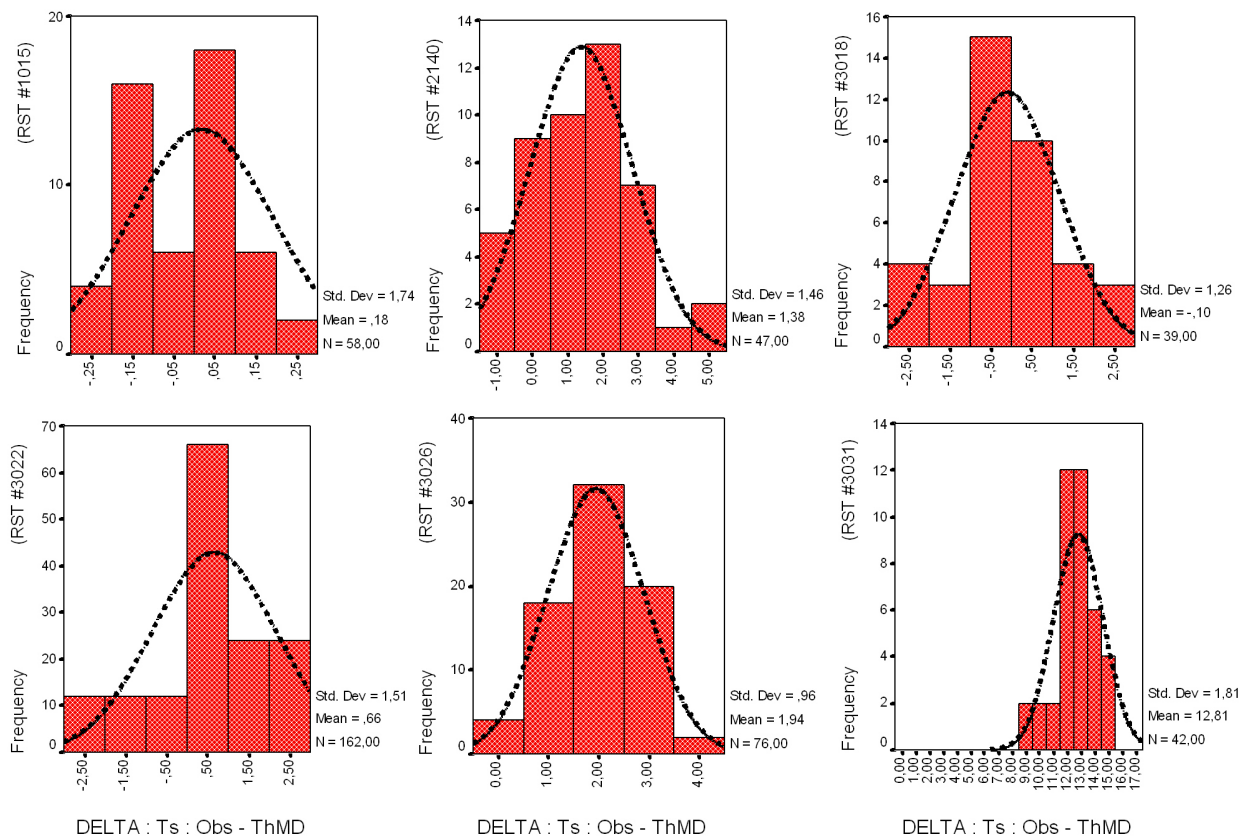 (RST #1015)
Frequency
20
10
0
-,25
-,15
-,05
,05
,15
,25
Std. Dev = 1,74
Mean = ,18
N = 58,00
(RST #2140)
Frequency
14
12
10
8
6
4
2
0
-1,00
0,00
1,00
2,00
3,00
4,00
5,00
Std. Dev = 1,46
Mean = 1,38
N = 47,00
(RST #3018)
Frequency
16
14
12
10
8
6
4
2
0
-2,50
-1,50
-,50
,50
1,50
2,50
Std. Dev = 1,26
Mean = -,10
N = 39,00
(RST #3022)
Frequency
70
60
50
40
30
20
10
0
-2,50
-1,50
-,50
,50
1,50
2,50
Std. Dev = 1,51
Mean = ,66
N = 162,00
DELTA : Ts : Obs - ThMD
(RST #3026)
Frequency
40
30
20
10
0
0,00
1,00
2,00
3,00
4,00
Std. Dev = ,96
Mean = 1,94
N = 76,00
DELTA : Ts : Obs - ThMD
(RST #3031)
Frequency
14
12
10
8
6
4
2
0
0,00
1,00
2,00
3,00
4,00
5,00
6,00
7,00
8,00
9,00
10,00
11,00
12,00
13,00
14,00
15,00
16,00
17,00
Std. Dev = 1,81
Mean = 12,81
N = 42,00
DELTA : Ts : Obs - ThMD